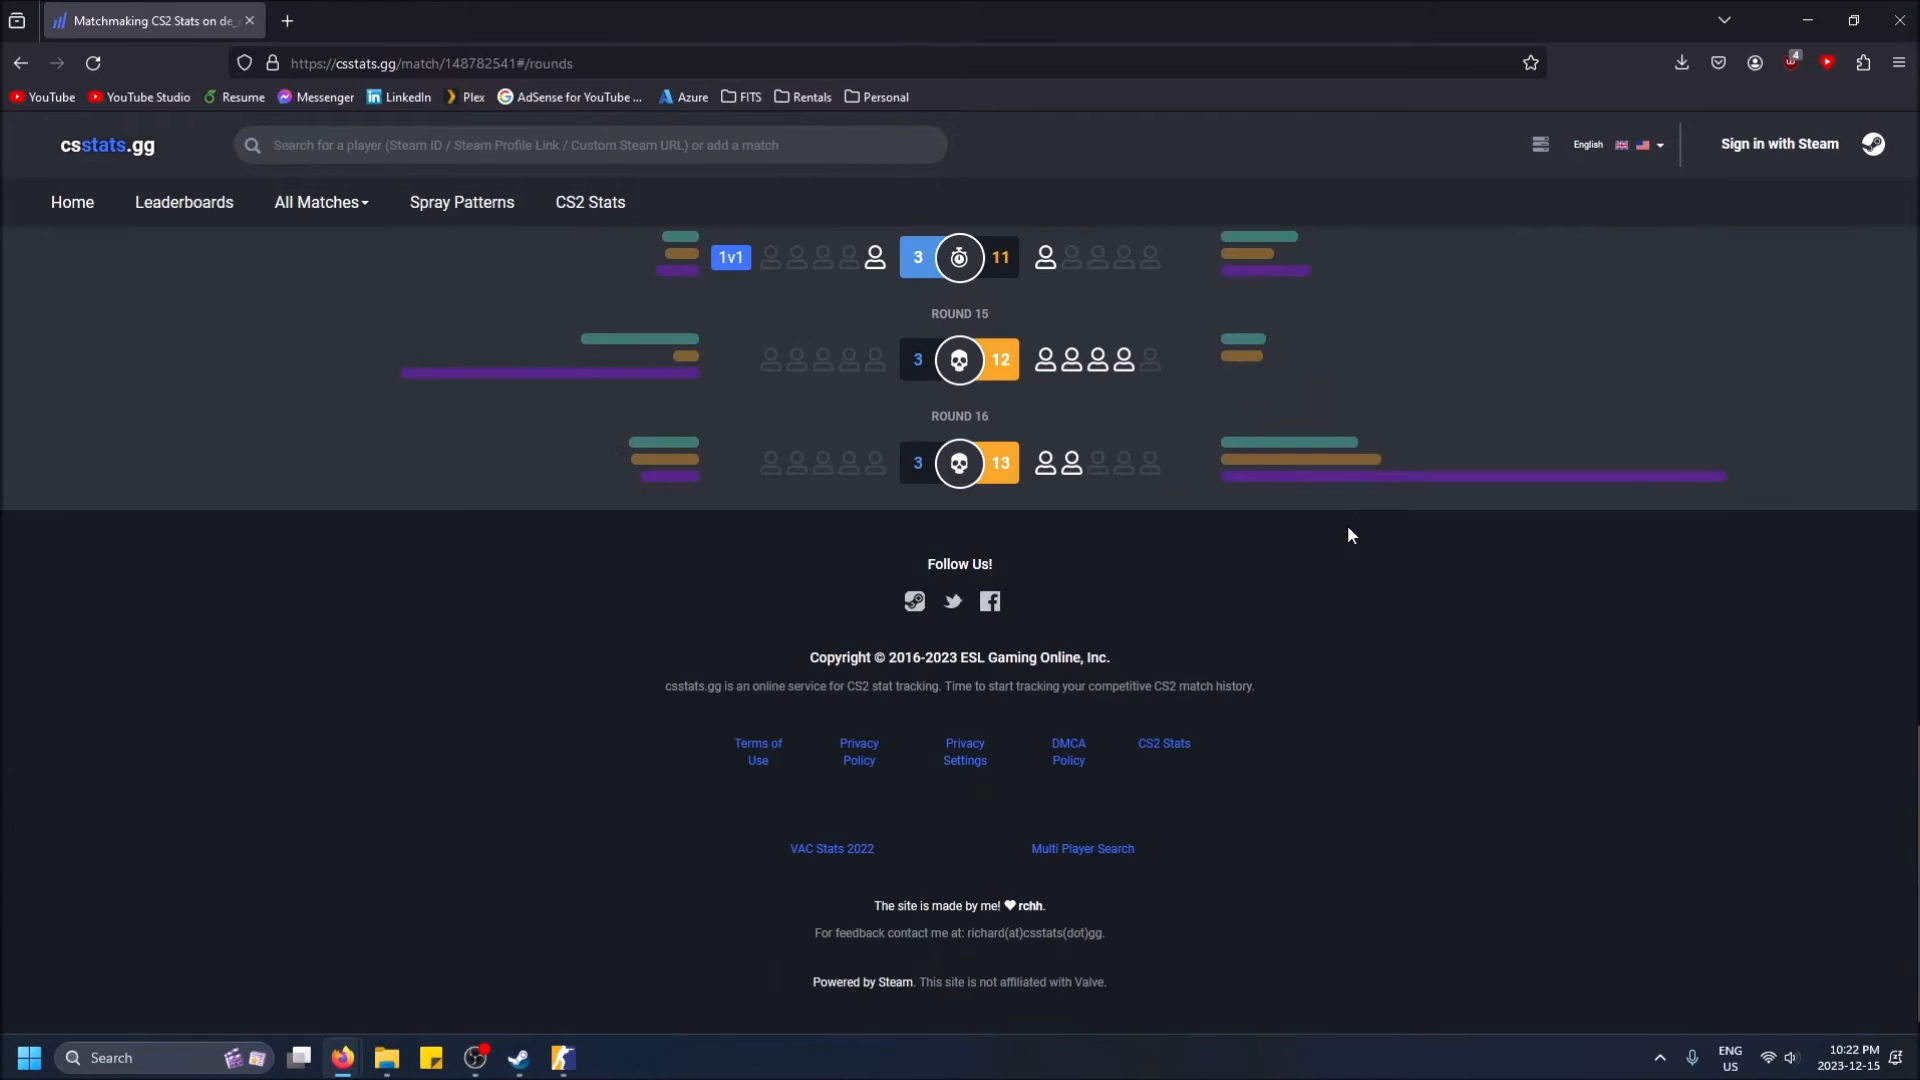 Matchmaking CS2 Stats on de_
https://csstats.gg/match/148782541#/rounds
4
YouTube
YouTube Studio
Resume
Messenger
LinkedIn
Plex
AdSense for YouTube ...
Azure
FITS
Rentals
Personal
csstats.gg
Search for a player (Steam ID / Steam Profile Link / Custom Steam URL) or add a match
English
Sign in with Steam
Home
Leaderboards
All Matches
Spray Patterns
CS2 Stats
1v1
3
11
ROUND 15
3
12
ROUND 16
3
13
Follow Us!
Copyright © 2016-2023 ESL Gaming Online, Inc.
csstats.gg is an online service for CS2 stat tracking. Time to start tracking your competitive CS2 match history.
Terms of
Use
Privacy
Policy
Privacy
Settings
DMCA
Policy
CS2 Stats
VAC Stats 2022
Multi Player Search
The site is made by me! ♥ rchh.
For feedback contact me at: richard(at)csstats(dot)gg.
Powered by Steam. This site is not affiliated with Valve.
Search
ENG
US
10:22 PM
2023-12-15